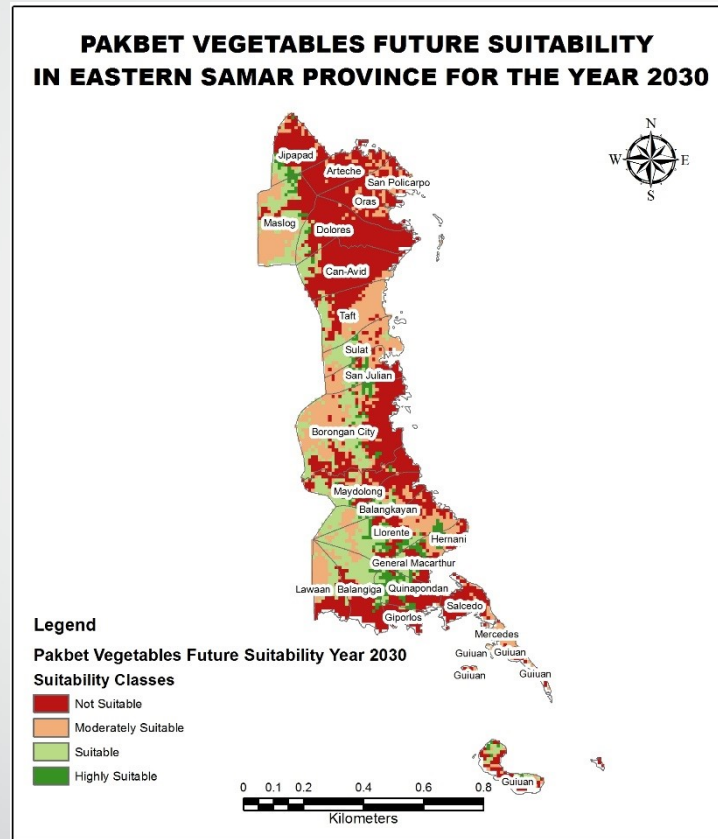 PAKBET VEGETABLES FUTURE SUITABILITY
IN EASTERN SAMAR PROVINCE FOR THE YEAR 2030
N
W E
S
Jipapad
Arteche
San Policarpo
Oras
Maslog
Dolores
Can-Avid
Taft
Sulat
San Julian
Borongan City
Maydolong
Balangkayan
Llorente
Hernani
General Macarthur
Lawaan Balangiga Quinapondan
Salcedo
Giporlos
Mercedes
Guiuan Guiuan
Guiuan Guiuan
Guiuan
Legend
Pakbet Vegetables Future Suitability Year 2030
Suitability Classes
Not Suitable
Moderately Suitable
Suitable
Highly Suitable
0 0.1 0.2 0.4 0.6 0.8
Kilometers